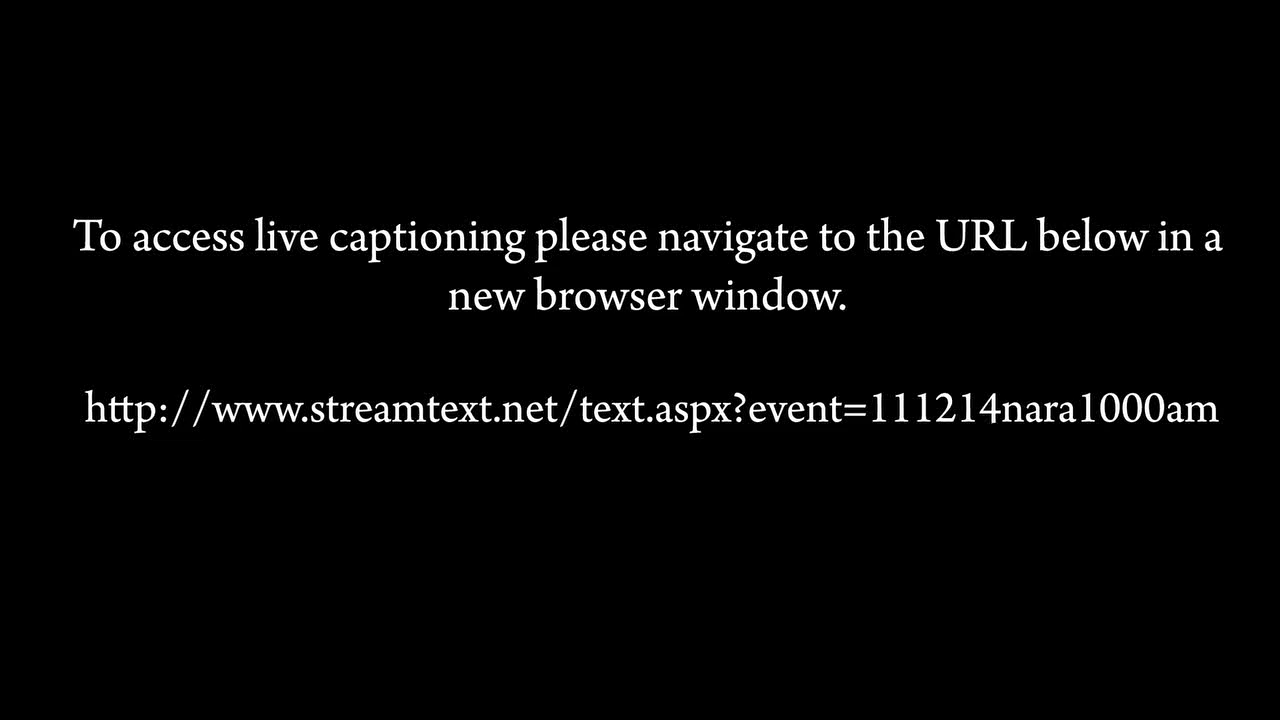 To access live captioning please navigate to the URL below in a
new browser window.
http://www.streamtext.net/text.aspx?event=111214nara1000am